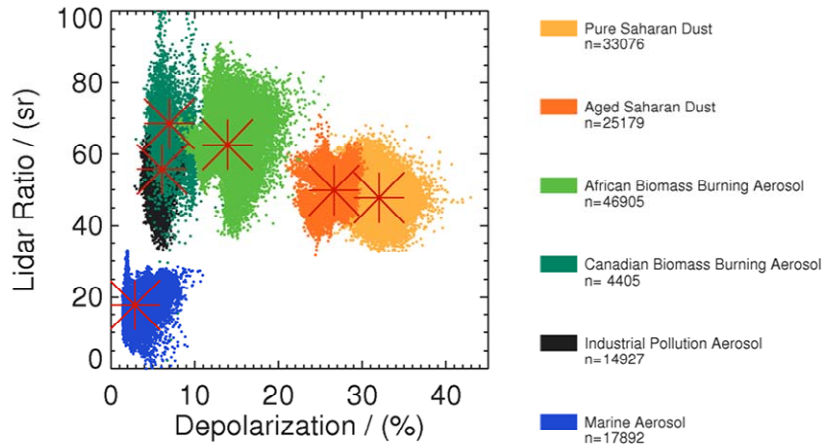 100
80
60
40
20
0
Lidar Ratio / (sr)
0 10 20 30 40
Depolarization / (%)
Pure Saharan Dust
n=33076
Aged Saharan Dust
n=25179
African Biomass Burning Aerosol
n=46905
Canadian Biomass Burning Aerosol
n= 4405
Industrial Pollution Aerosol
n=14927
Marine Aerosol
n=17892